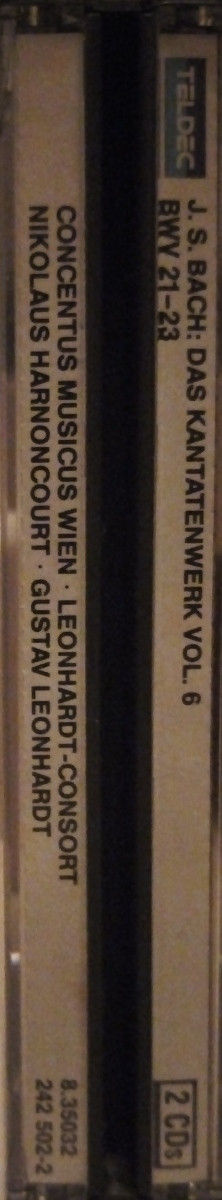 TELDEC
J. S. BACH: DAS KANTATENWERK VOL. 6
BWV 21-23
2 CDs
CONCENTUS MUSICUS WIEN · LEONHARDT-CONSORT
NIKOLAUS HARNONCOURT · GUSTAV LEONHARDT
8.35032
242 502-2